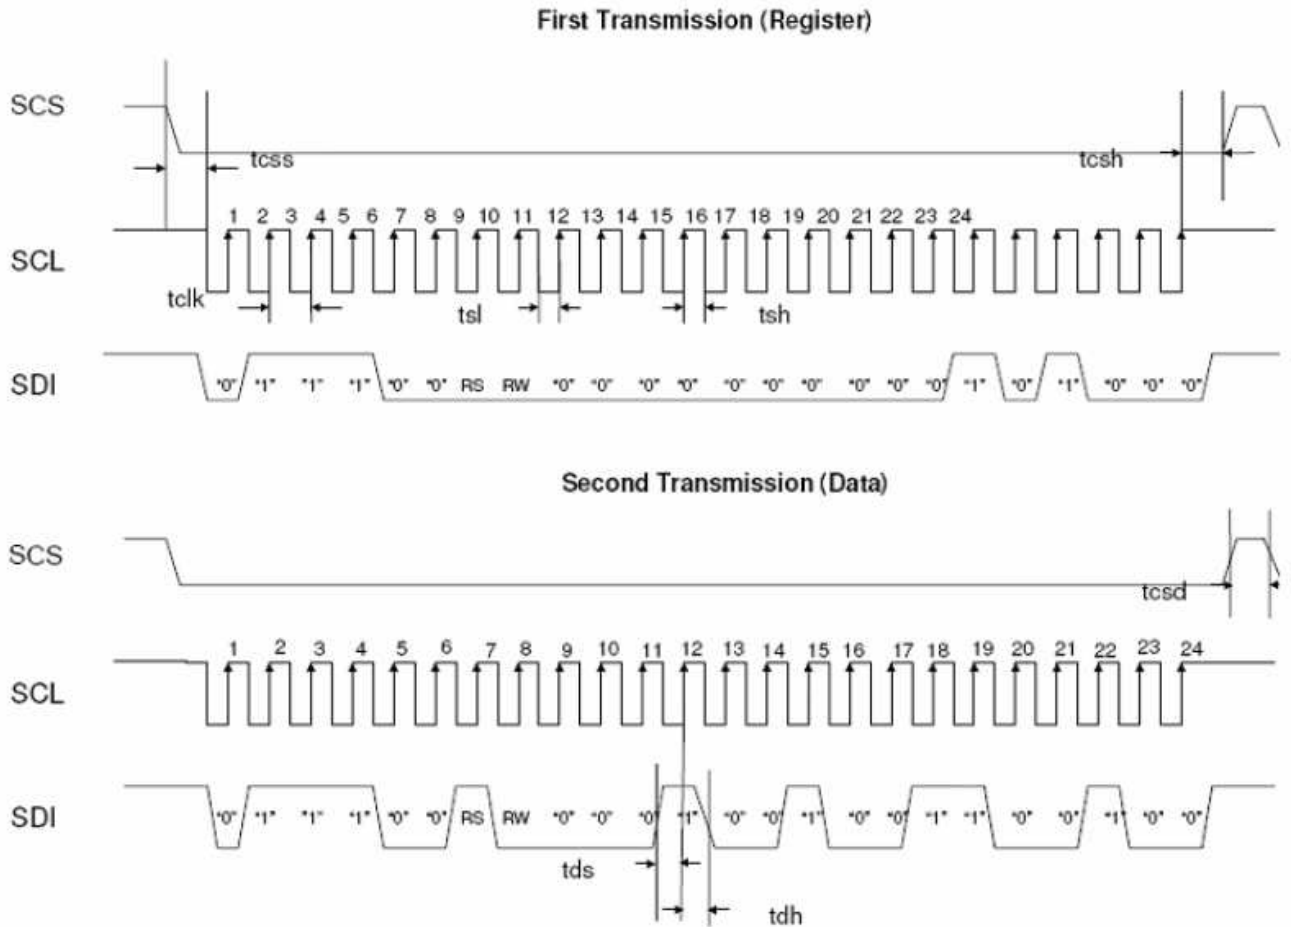 First Transmission (Register)
SCS
tcss
tcsh
1 2 3 4 5 6 7 8 9 10 11 12 13 14 15 16 17 18 19 20 21 22 23 24
SCL
tclk
tsl
tsh
SDI
"0" "1" "1" "1" "0" "0" RS RW "0" "0" "0" "0" "0" "0" "0" "0" "0" "0" "1" "0" "1" "0" "0" "0"
Second Transmission (Data)
SCS
tcsd
1 2 3 4 5 6 7 8 9 10 11 12 13 14 15 16 17 18 19 20 21 22 23 24
SCL
SDI
"0" "1" "1" "1" "0" "0" RS RW "0" "0" "0" "1" "0" "0" "1" "0" "0" "1" "1" "0" "0" "1" "0" "0"
tds
tdh